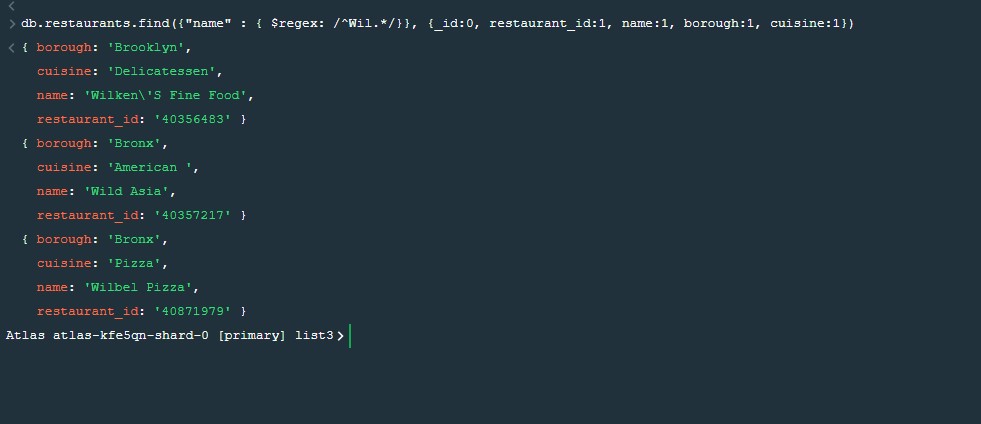 db.restaurants.find({"name" : { $regex: /^Wil.*/}}, {_id:0, restaurant_id:1, name:1, borough:1, cuisine:1})
{ borough: 'Brooklyn',
cuisine: 'Delicatessen',
name: 'Wilken\'S Fine Food',
restaurant_id: '40356483' }
{ borough: 'Bronx',
cuisine: 'American ',
name: 'Wild Asia',
restaurant_id: '40357217' }
{ borough: 'Bronx',
cuisine: 'Pizza',
name: 'Wilbel Pizza',
restaurant_id: '40871979' }
Atlas atlas-kfe5qn-shard-0 [primary] list3>